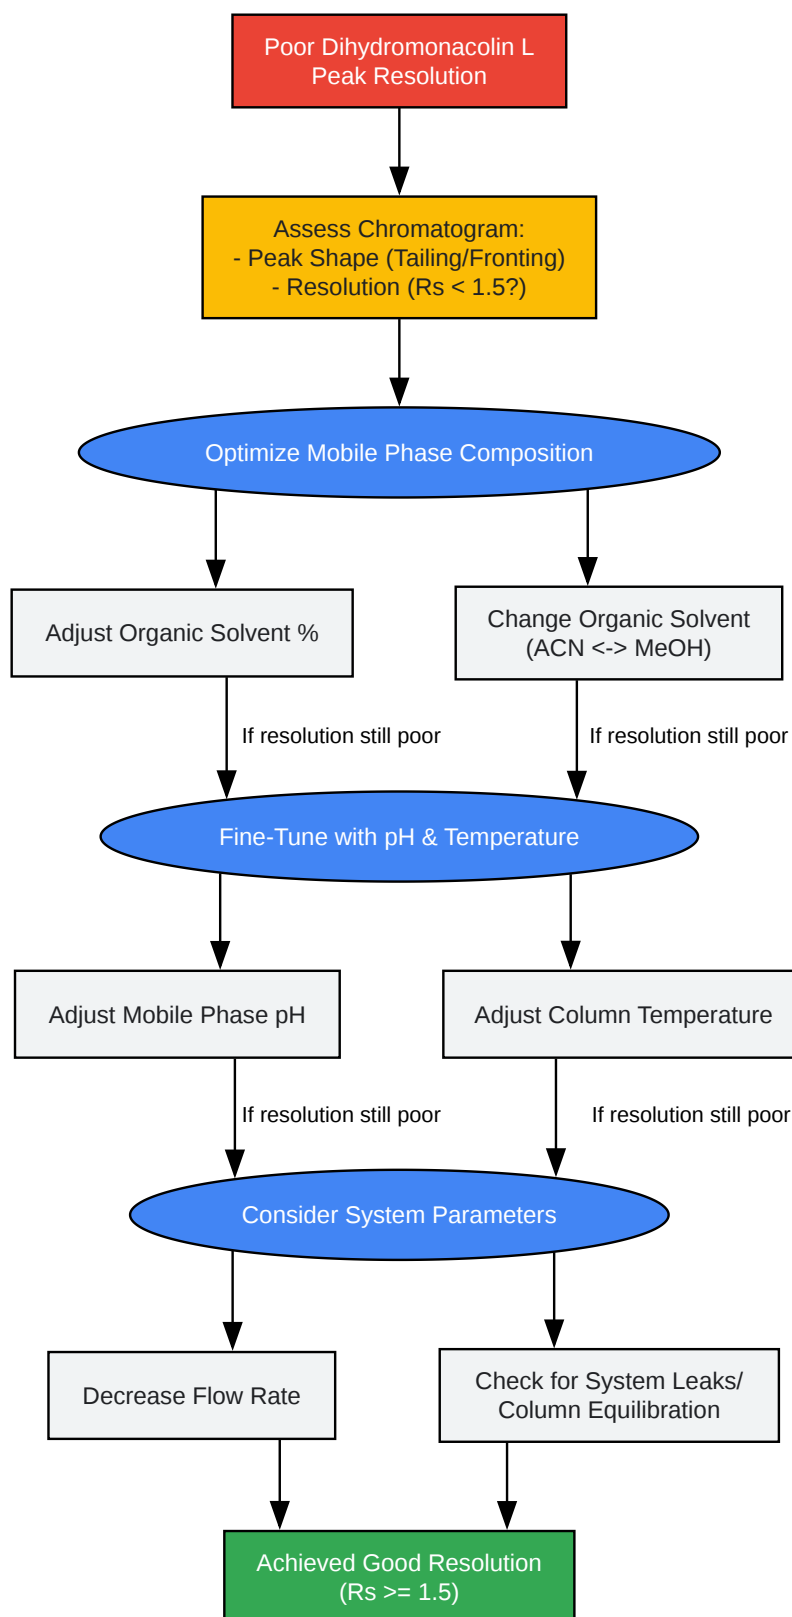 Poor Dihydromonacolin L
Peak Resolution
Assess Chromatogram:
- Peak Shape (Tailing/Fronting)
- Resolution (Rs < 1.5?)
Optimize Mobile Phase Composition
Adjust Organic Solvent %
Change Organic Solvent
(ACN <-> MeOH)
If resolution still poor
If resolution still poor
Fine-Tune with pH & Temperature
Adjust Mobile Phase pH
Adjust Column Temperature
If resolution still poor
If resolution still poor
Consider System Parameters
Decrease Flow Rate
Check for System Leaks/
Column Equilibration
Achieved Good Resolution
(Rs >= 1.5)